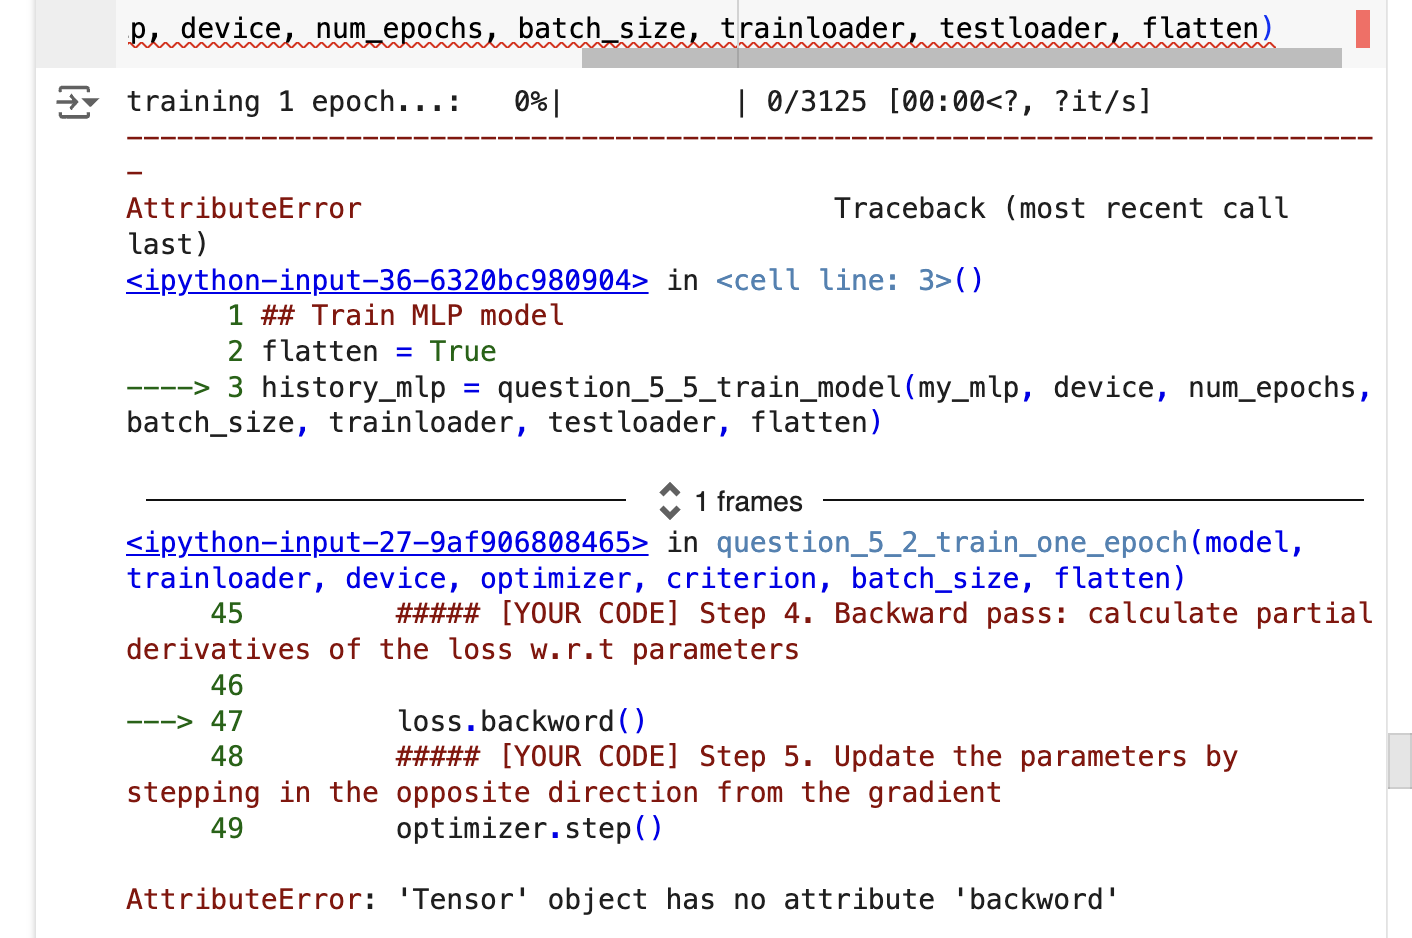 p, device, num_epochs, batch_size, trainloader, testloader, flatten)
training 1 epoch...:   0%|          | 0/3125 [00:00<?, ?it/s]
--------------------------------------------------------------------------
-
AttributeError                            Traceback (most recent call
last)
<ipython-input-36-6320bc980904> in <cell line: 3>()
      1 ## Train MLP model
      2 flatten = True
----> 3 history_mlp = question_5_5_train_model(my_mlp, device, num_epochs,
batch_size, trainloader, testloader, flatten)
1 frames
<ipython-input-27-9af906808465> in question_5_2_train_one_epoch(model,
trainloader, device, optimizer, criterion, batch_size, flatten)
     45         ##### [YOUR CODE] Step 4. Backward pass: calculate partial
derivatives of the loss w.r.t parameters
     46
---> 47         loss.backword()
     48         ##### [YOUR CODE] Step 5. Update the parameters by
stepping in the opposite direction from the gradient
     49         optimizer.step()
AttributeError: 'Tensor' object has no attribute 'backword'